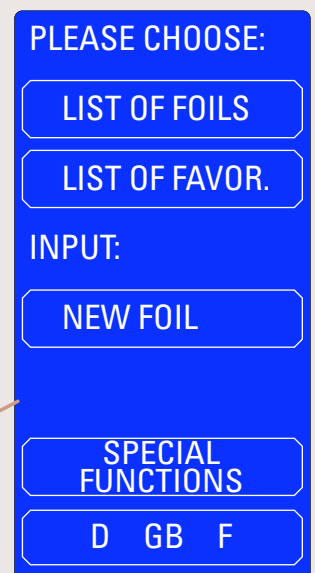 PLEASE CHOOSE:
LIST OF FOILS
LIST OF FAVOR.
INPUT:
NEW FOIL
SPECIAL
FUNCTIONS
D GB F